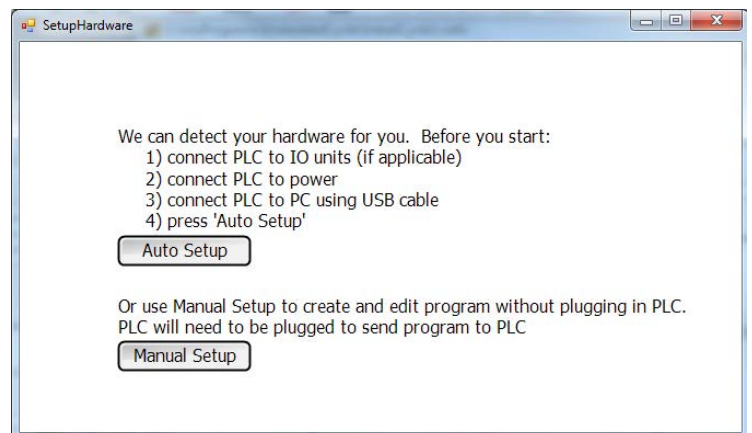 SetupHardware
We can detect your hardware for you. Before you start:
1) connect PLC to IO units (if applicable)
2) connect PLC to power
3) connect PLC to PC using USB cable
4) press 'Auto Setup'
Auto Setup
Or use Manual Setup to create and edit program without plugging in PLC.
PLC will need to be plugged to send program to PLC
Manual Setup